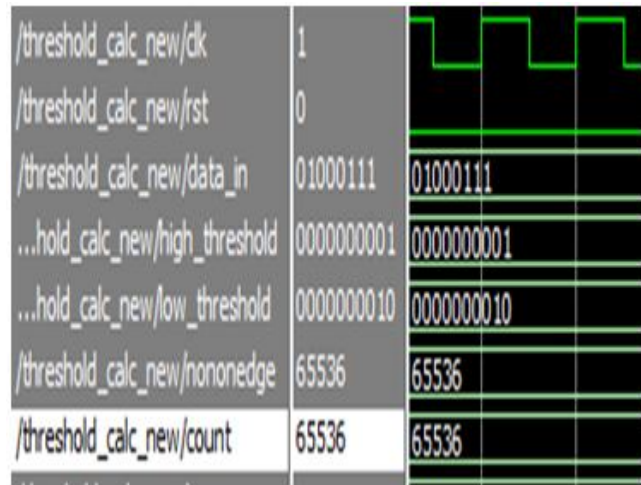 /threshold_calc_new/clk 1
/threshold_calc_new/rst 0
/threshold_calc_new/data_in 01000111 01000111
...hold_calc_new/high_threshold 0000000001 0000000001
...hold_calc_new/low_threshold 0000000010 0000000010
/threshold_calc_new/nononedge 65536 65536
/threshold_calc_new/count 65536 65536